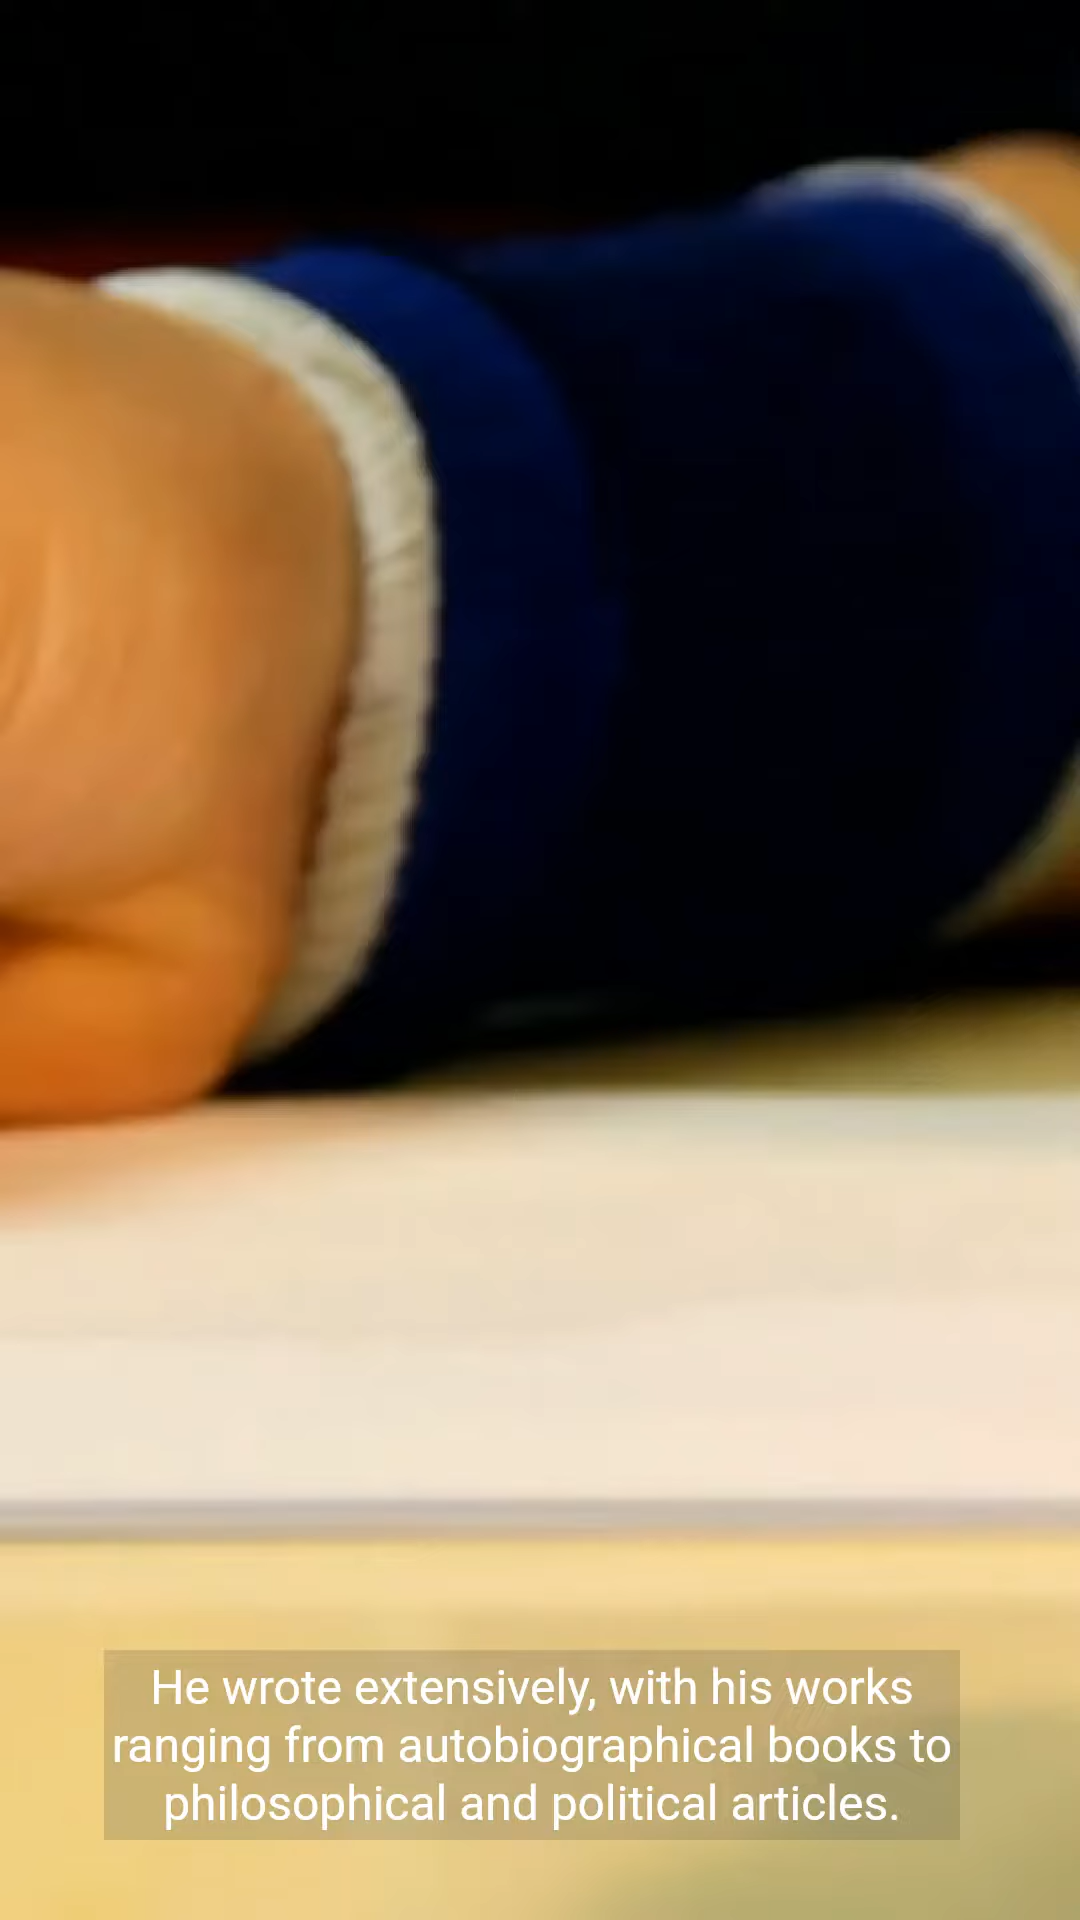 He wrote extensively, with his works
ranging from autobiographical books to
philosophical and political articles.